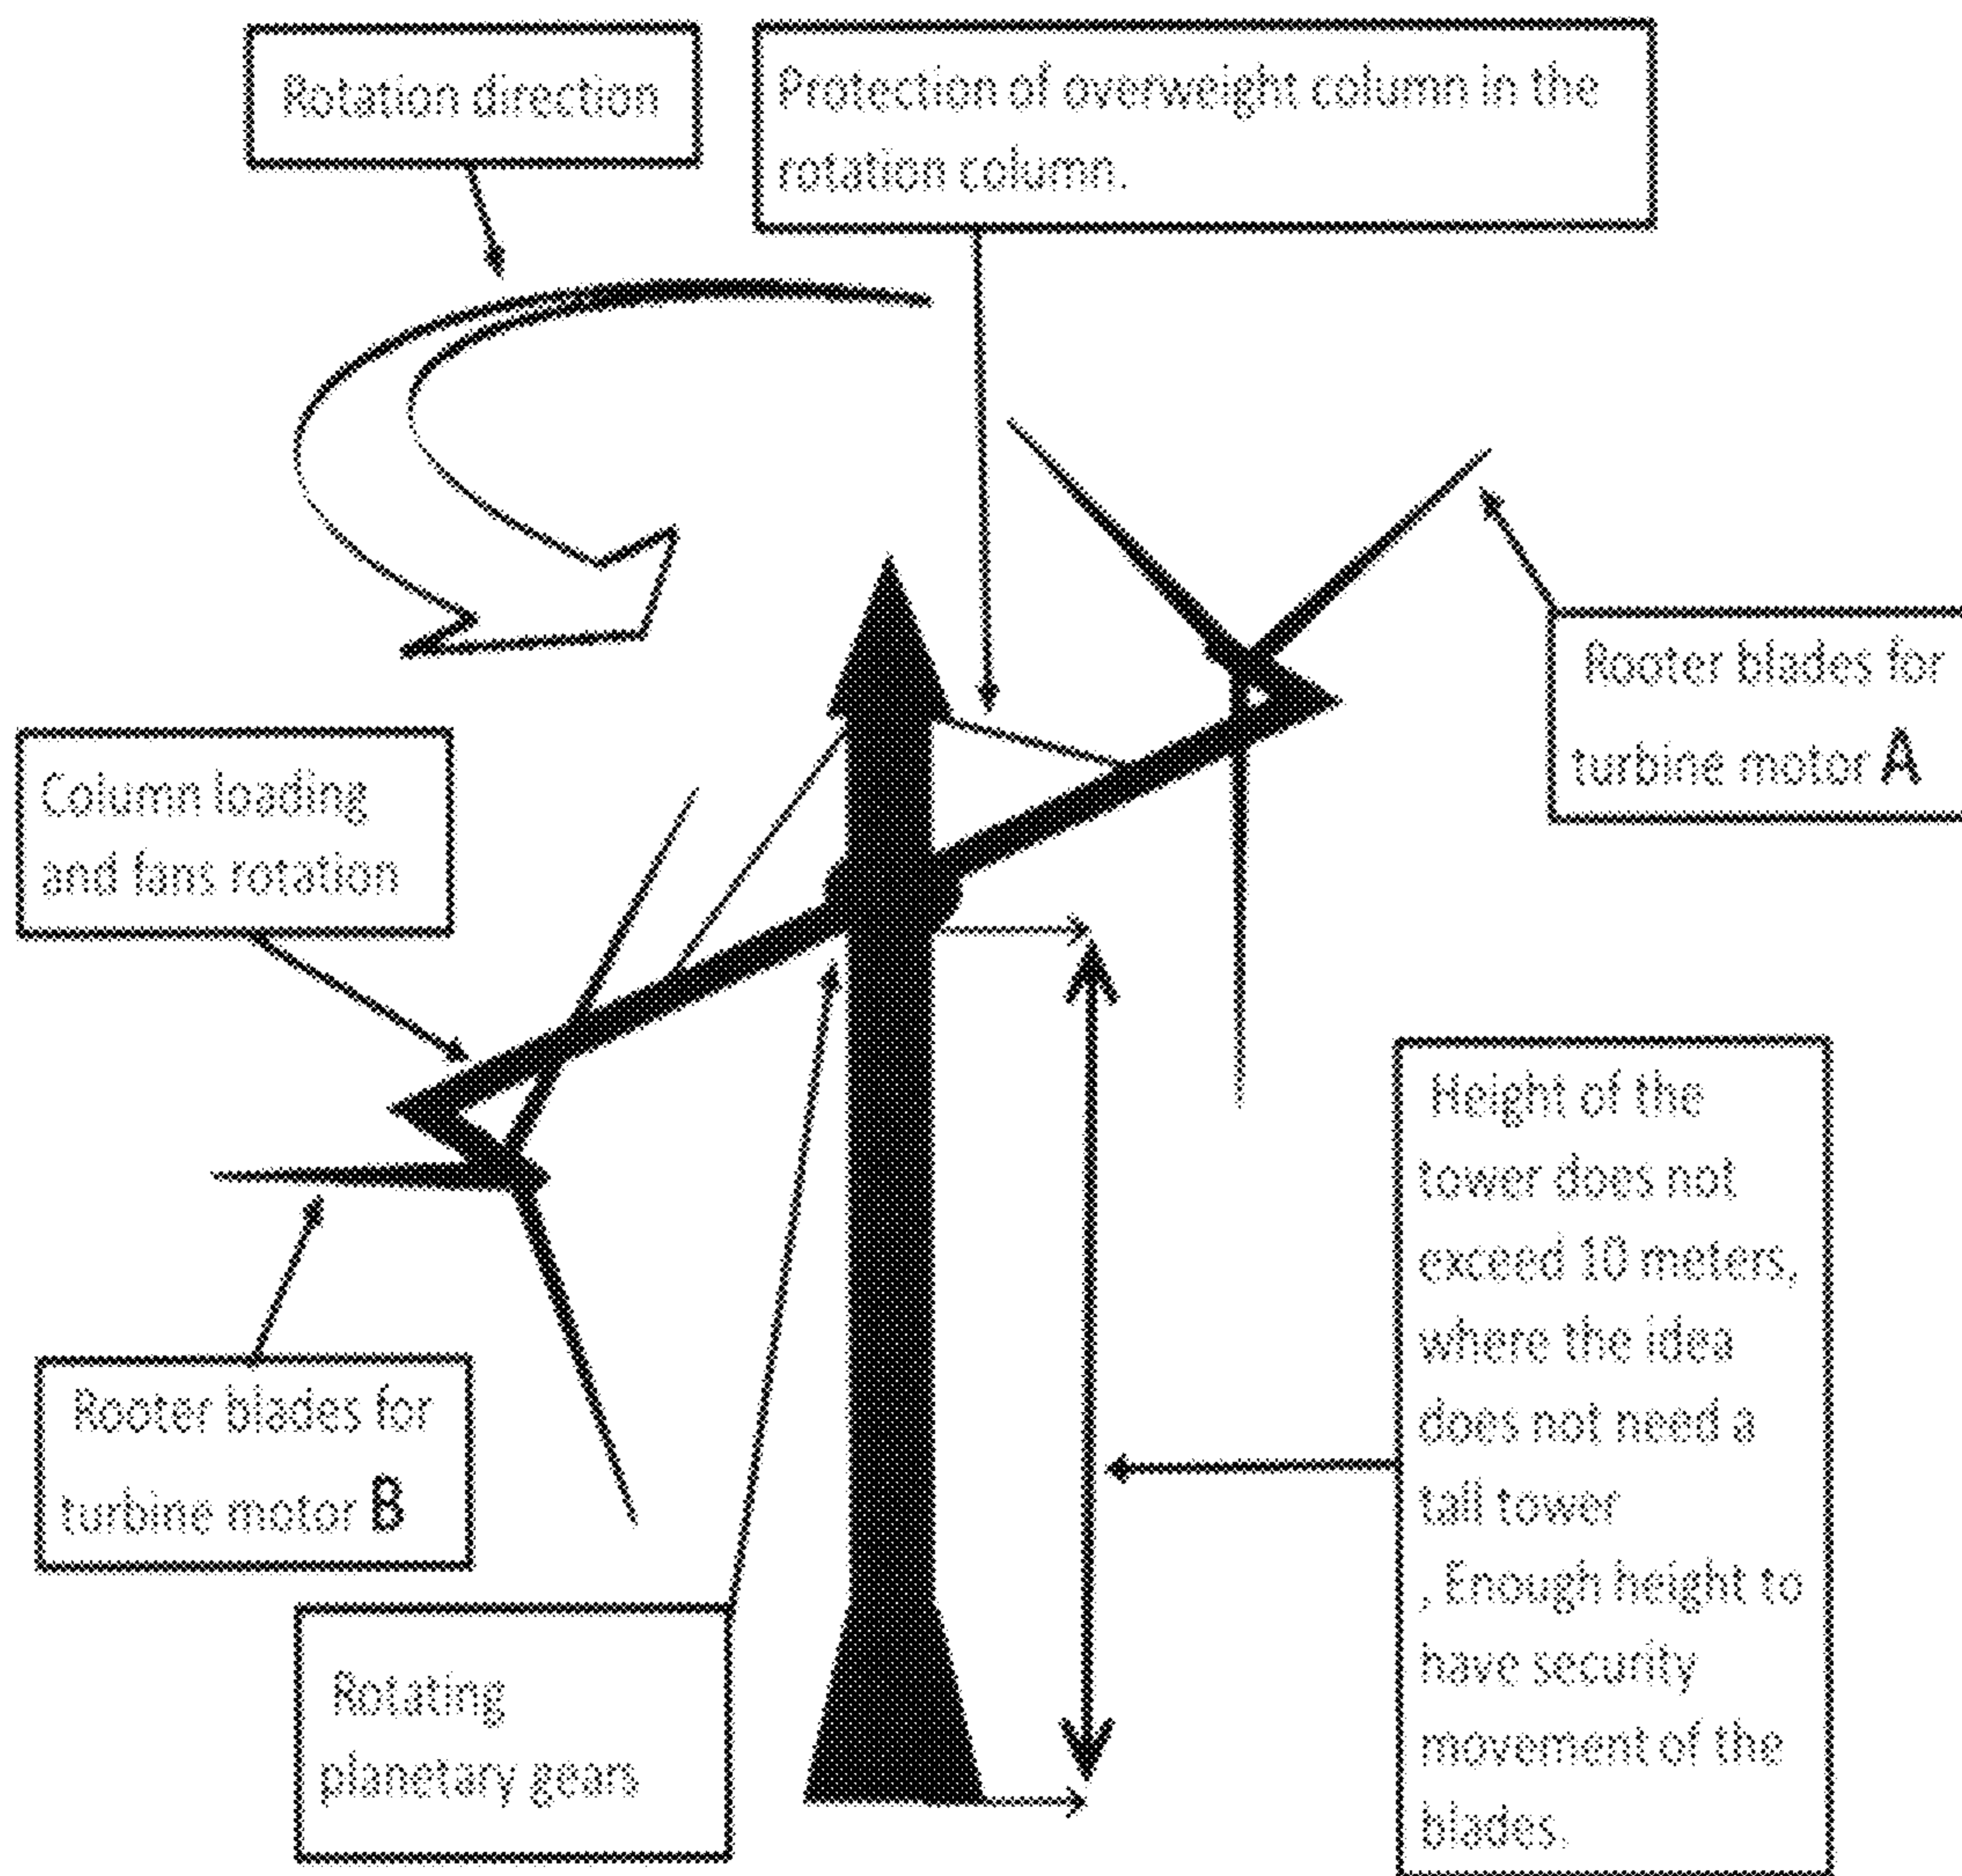 Rotation direction
Protection of overweight column in the
rotation column.
Rooter blades for
turbine motor A
Column loading
and fans rotation
Height of the
tower does not
exceed 10 meters,
where the idea
does not need a
tall tower
, Enough height to
have security
movement of the
blades.
Rooter blades for
turbine motor B
Rotating
planetary gears